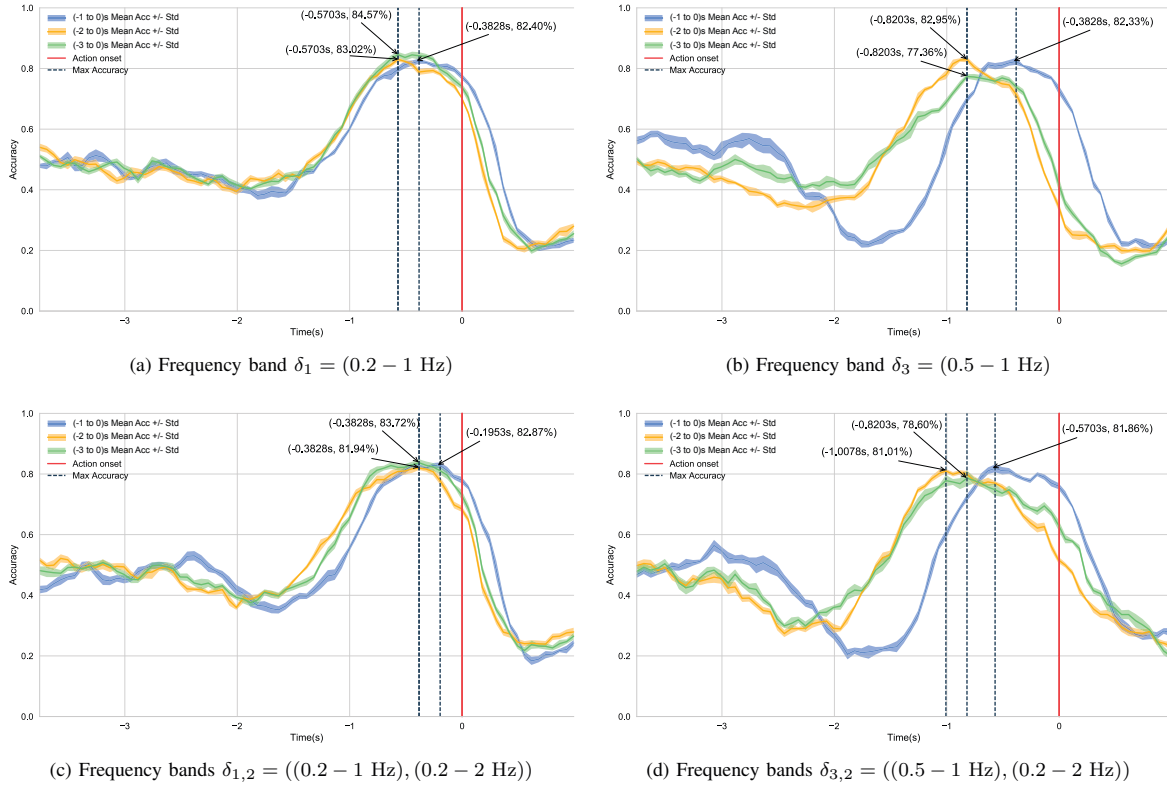 (-1 to 0)s Mean Acc +/- Std
(-2 to 0)s Mean Acc +/- Std
(-3 to 0)s Mean Acc +/- Std
Action onset
Max Accuracy
(-0.5703s, 84.57%)
(-0.3828s, 82.40%)
(-0.5703s, 83.02%)
1.0
0.8
0.6
0.4
0.2
0.0
Accuracy
−3
−2
−1
0
Time(s)
(a) Frequency band δ1 = (0.2 − 1 Hz)
(-1 to 0)s Mean Acc +/- Std
(-2 to 0)s Mean Acc +/- Std
(-3 to 0)s Mean Acc +/- Std
Action onset
Max Accuracy
(-0.8203s, 82.95%)
(-0.3828s, 82.33%)
(-0.8203s, 77.36%)
1.0
0.8
0.6
0.4
0.2
0.0
Accuracy
−3
−2
−1
0
Time(s)
(b) Frequency band δ3 = (0.5 − 1 Hz)
(-1 to 0)s Mean Acc +/- Std
(-2 to 0)s Mean Acc +/- Std
(-3 to 0)s Mean Acc +/- Std
Action onset
Max Accuracy
(-0.3828s, 83.72%)
(-0.1953s, 82.87%)
(-0.3828s, 81.94%)
1.0
0.8
0.6
0.4
0.2
0.0
Accuracy
−3
−2
−1
0
Time(s)
(c) Frequency bands δ1,2 = ((0.2 − 1 Hz), (0.2 − 2 Hz))
(-1 to 0)s Mean Acc +/- Std
(-2 to 0)s Mean Acc +/- Std
(-3 to 0)s Mean Acc +/- Std
Action onset
Max Accuracy
(-0.8203s, 78.60%)
(-0.5703s, 81.86%)
(-1.0078s, 81.01%)
1.0
0.8
0.6
0.4
0.2
0.0
Accuracy
−3
−2
−1
0
Time(s)
(d) Frequency bands δ3,2 = ((0.5 − 1 Hz), (0.2 − 2 Hz))